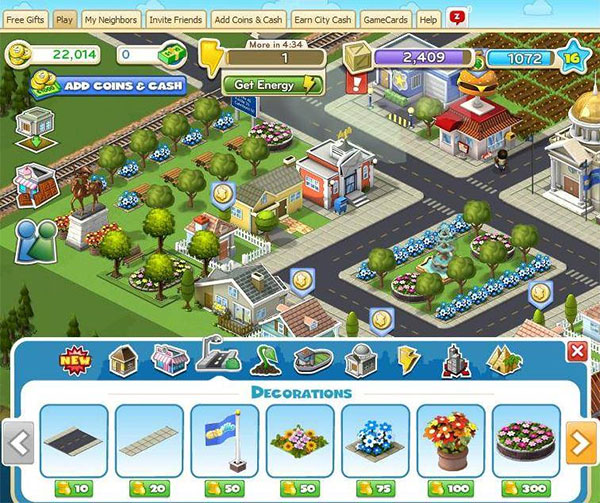 Free Gifts Play My Neighbors Invite Friends Add Coins & Cash Earn City Cash GameCards Help Z
More in 4:34
22,014 0 1 2,409 1072 16
ADD COINS & CASH Get Energy
NEW
DECORATIONS
10 20 50 50 75 100 300